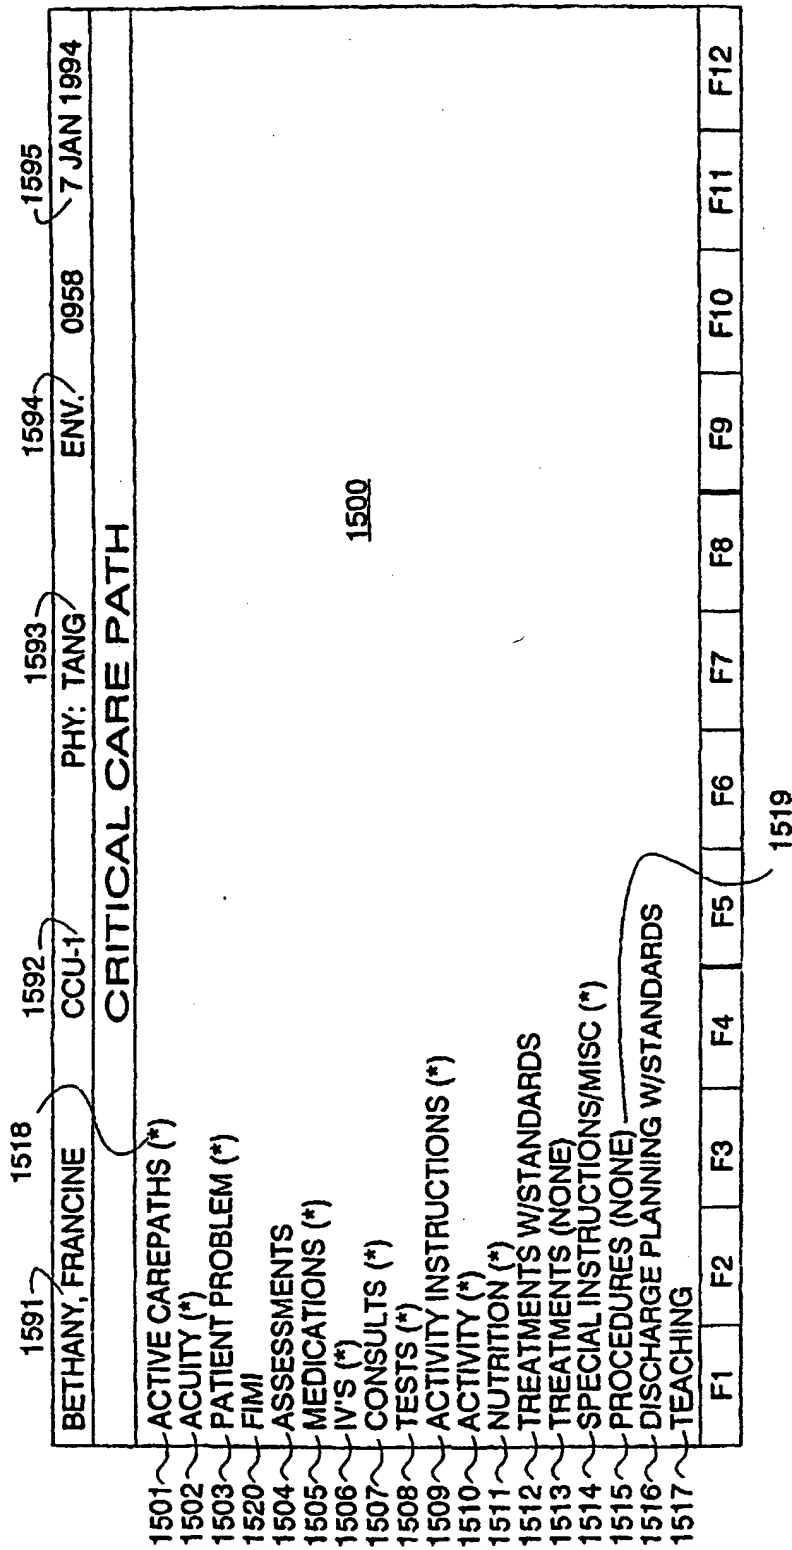 1591 1518 1592 1593 1594 1595
BETHANY, FRANCINE CCU-1 PHY: TANG ENV. 0958 7 JAN 1994
CRITICAL CARE PATH
1501 ACTIVE CAREPATHS (*)
1502 ACUITY (*)
1503 PATIENT PROBLEM (*)
1520 FIMI
1504 ASSESSMENTS
1505 MEDICATIONS (*)
1506 IV'S (*)
1507 CONSULTS (*)
1508 TESTS (*)
1509 ACTIVITY INSTRUCTIONS (*)
1510 ACTIVITY (*)
1511 NUTRITION (*)
1512 TREATMENTS W/STANDARDS
1513 TREATMENTS (NONE)
1514 SPECIAL INSTRUCTIONS/MISC (*)
1515 PROCEDURES (NONE)
1516 DISCHARGE PLANNING W/STANDARDS
1517 TEACHING
1500
F1 F2 F3 F4 F5 F6 F7 F8 F9 F10 F11 F12
1519